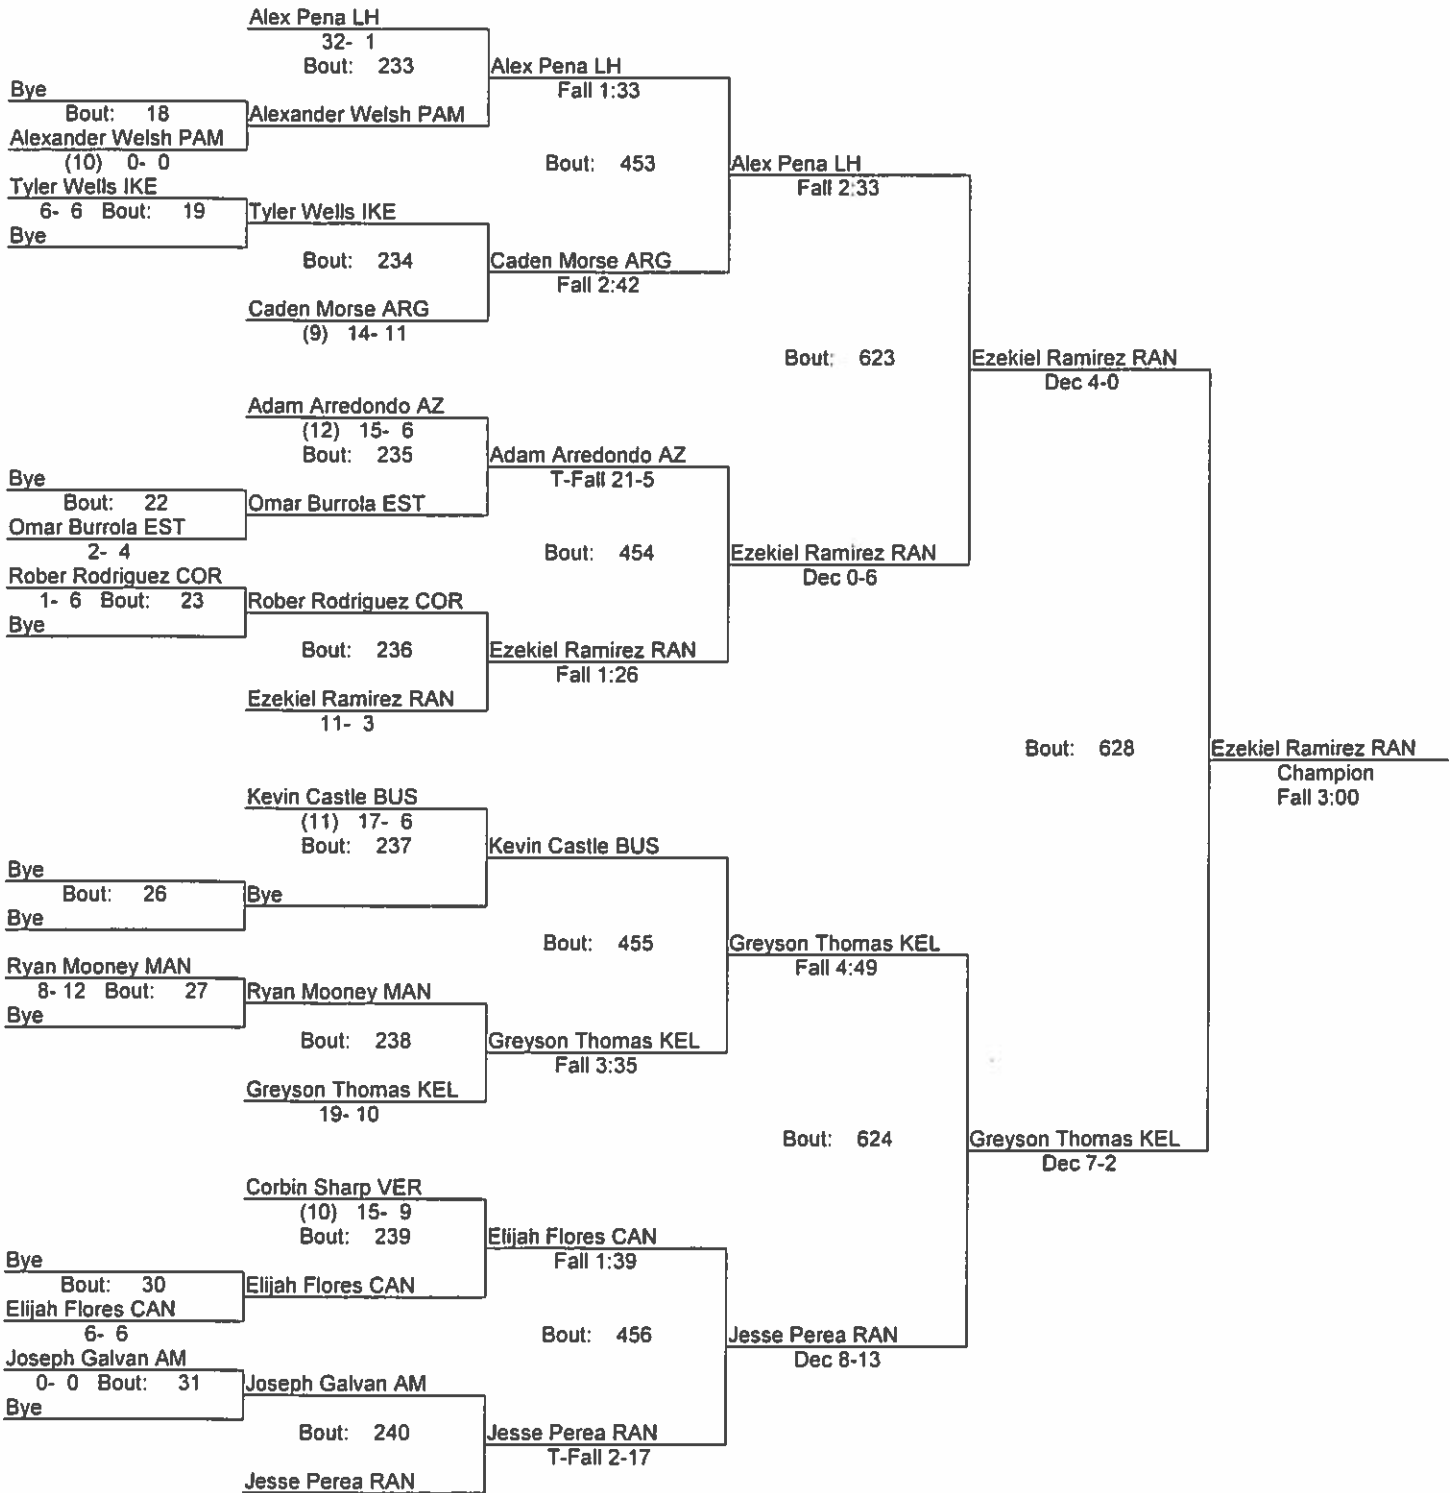 Alex Pena LH
32- 1
Bout: 233
Alex Pena LH
Fall 1:33
Bye
Bout: 18
Alexander Welsh PAM
Alexander Welsh PAM
(10) 0- 0
Bout: 453
Alex Pena LH
Fall 2:33
Tyler Wells IKE
6- 6 Bout: 19
Tyler Wells IKE
Bye
Bout: 234
Caden Morse ARG
Fall 2:42
Caden Morse ARG
(9) 14- 11
Bout: 623
Ezekiel Ramirez RAN
Dec 4-0
Adam Arredondo AZ
(12) 15- 6
Bout: 235
Adam Arredondo AZ
T-Fall 21-5
Bye
Bout: 22
Omar Burrola EST
Omar Burrola EST
2- 4
Bout: 454
Ezekiel Ramirez RAN
Dec 0-6
Rober Rodriguez COR
1- 6 Bout: 23
Rober Rodriguez COR
Bye
Bout: 236
Ezekiel Ramirez RAN
Fall 1:26
Ezekiel Ramirez RAN
11- 3
Bout: 628
Ezekiel Ramirez RAN
Champion
Fall 3:00
Kevin Castle BUS
(11) 17- 6
Bout: 237
Kevin Castle BUS
Bye
Bout: 26
Bye
Bye
Bout: 455
Greyson Thomas KEL
Fall 4:49
Ryan Mooney MAN
8- 12 Bout: 27
Ryan Mooney MAN
Bye
Bout: 238
Greyson Thomas KEL
Fall 3:35
Greyson Thomas KEL
19- 10
Bout: 624
Greyson Thomas KEL
Dec 7-2
Corbin Sharp VER
(10) 15- 9
Bout: 239
Elijah Flores CAN
Fall 1:39
Bye
Bout: 30
Elijah Flores CAN
Elijah Flores CAN
6- 6
Bout: 456
Jesse Perea RAN
Dec 8-13
Joseph Galvan AM
0- 0 Bout: 31
Joseph Galvan AM
Bye
Bout: 240
Jesse Perea RAN
T-Fall 2-17
Jesse Perea RAN